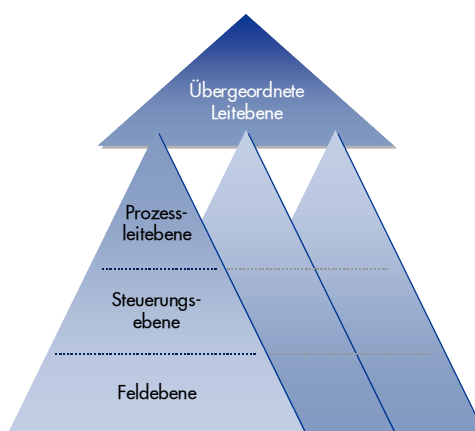 Übergeordnete
Leitebene
Prozess-
leitebene
Steuerungs-
ebene
Feldebene